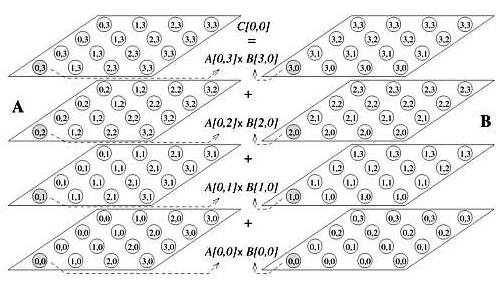 0,3 1,3 2,3 3,3 C[0,0] 3,3 3,3 3,3 3,3
0,3 1,3 2,3 3,3 = 3,2 3,2 3,2 3,2
0,3 1,3 2,3 3,3 A[0,3]x B[3,0] 3,1 3,1 3,1 3,1
0,3 1,3 2,3 3,3 3,0 3,0 3,0 3,0
0,2 1,2 2,2 3,2 + 2,3 2,3 2,3 2,3
A 0,2 1,2 2,2 3,2 2,2 2,2 2,2 2,2 B
0,2 1,2 2,2 3,2 A[0,2]x B[2,0] 2,1 2,1 2,1 2,1
0,2 1,2 2,2 3,2 2,0 2,0 2,0 2,0
0,1 1,1 2,1 3,1 + 1,3 1,3 1,3 1,3
0,1 1,1 2,1 3,1 1,2 1,2 1,2 1,2
0,1 1,1 2,1 3,1 A[0,1]x B[1,0] 1,1 1,1 1,1 1,1
0,1 1,1 2,1 3,1 1,0 1,0 1,0 1,0
0,0 1,0 2,0 3,0 + 0,3 0,3 0,3 0,3
0,0 1,0 2,0 3,0 0,2 0,2 0,2 0,2
0,0 1,0 2,0 3,0 A[0,0]x B[0,0] 0,1 0,1 0,1 0,1
0,0 1,0 2,0 3,0 0,0 0,0 0,0 0,0